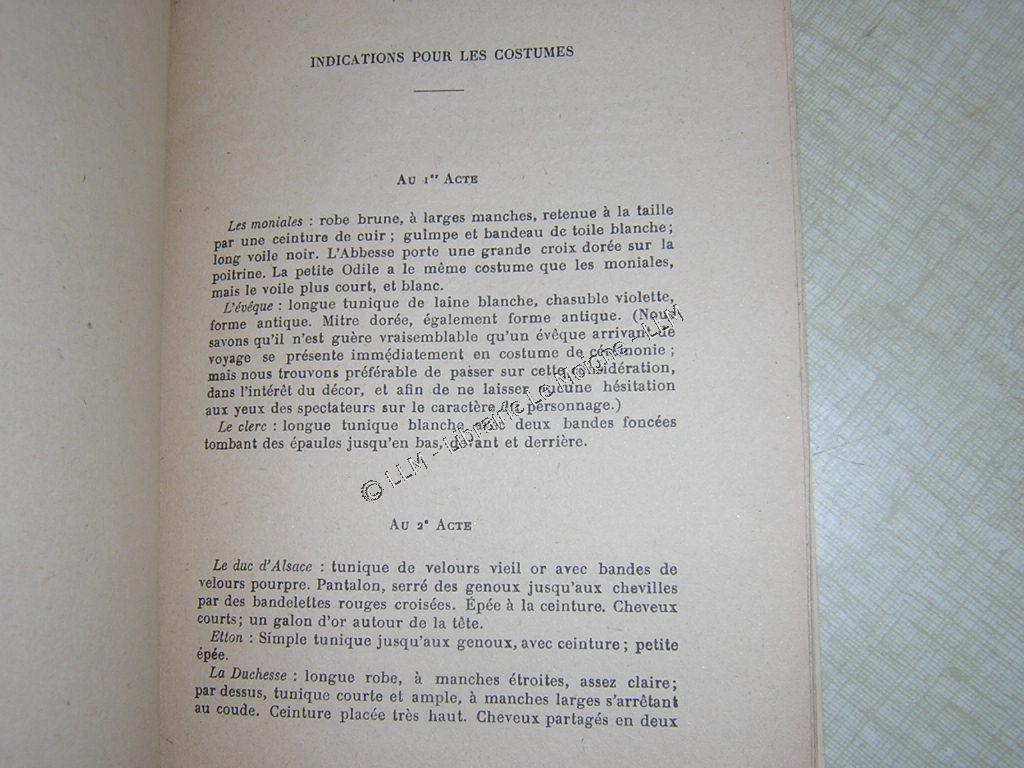 INDICATIONS POUR LES COSTUMES
AU 1er ACTE
Les moniales : robe brune, à larges manches, retenue à la taille
par une ceinture de cuir ; guimpe et bandeau de toile blanche ;
long voile noir. L'Abbesse porte une grande croix dorée sur la
poitrine. La petite Odile a le même costume que les moniales,
mais le voile plus court, et blanc.
L'évêque : longue tunique de laine blanche, chasuble violette,
forme antique. Mitre dorée, également forme antique. (Nous
savons qu'il n'est guère vraisemblable qu'un évêque arrivant de
voyage se présente immédiatement en costume de cérémonie ;
mais nous trouvons préférable de passer sur cette considération,
dans l'intérêt du décor, et afin de ne laisser aucune hésitation
aux yeux des spectateurs sur le caractère du personnage.)
Le clerc : longue tunique blanche avec deux bandes foncées
tombant des épaules jusqu'en bas, devant et derrière.
© LLM - Librairie Le Moigne - LLM
AU 2e ACTE
Le duc d'Alsace : tunique de velours vieil or avec bandes de
velours pourpre. Pantalon, serré des genoux jusqu'aux chevilles
par des bandelettes rouges croisées. Épée à la ceinture. Cheveux
courts ; un galon d'or autour de la tête.
Etton : Simple tunique jusqu'aux genoux, avec ceinture ; petite
épée.
La Duchesse : longue robe, à manches étroites, assez claire ;
par dessus, tunique courte et ample, à manches larges s'arrêtant
au coude. Ceinture placée très haut. Cheveux partagés en deux